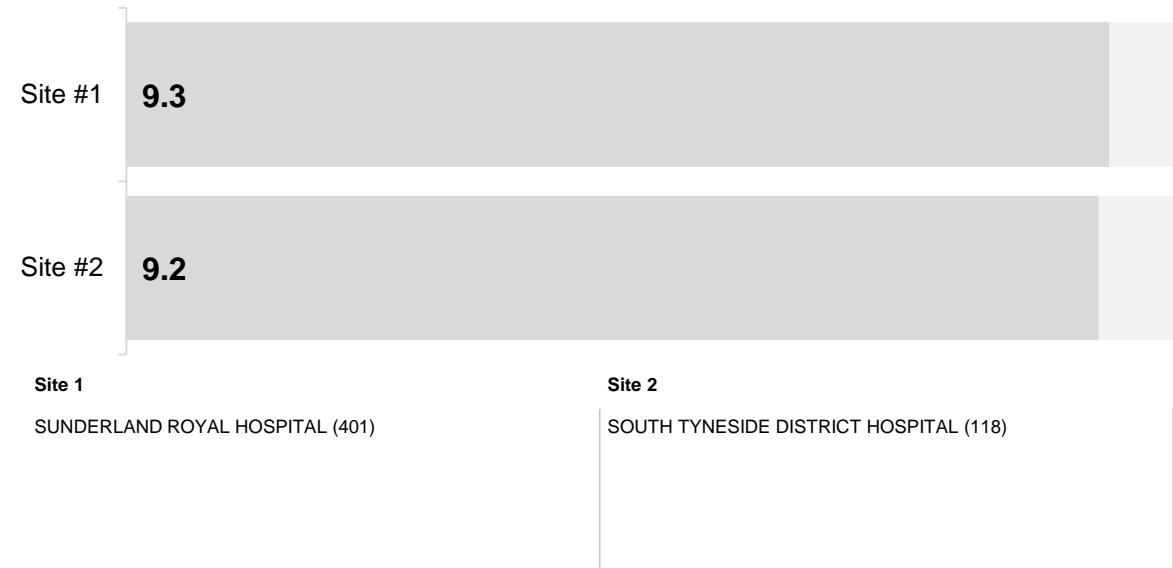 Site #1 9.3
Site #2 9.2
Site 1
SUNDERLAND ROYAL HOSPITAL (401)
Site 2
SOUTH TYNESIDE DISTRICT HOSPITAL (118)